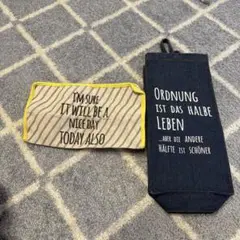 I'M SURE
IT WILL BE A
NICE DAY
TODAY ALSO
ORDNUNG
IST DAS HALBE
LEBEN
...ABER DIE ANDERE
HÄLFTE IST SCHÖNER